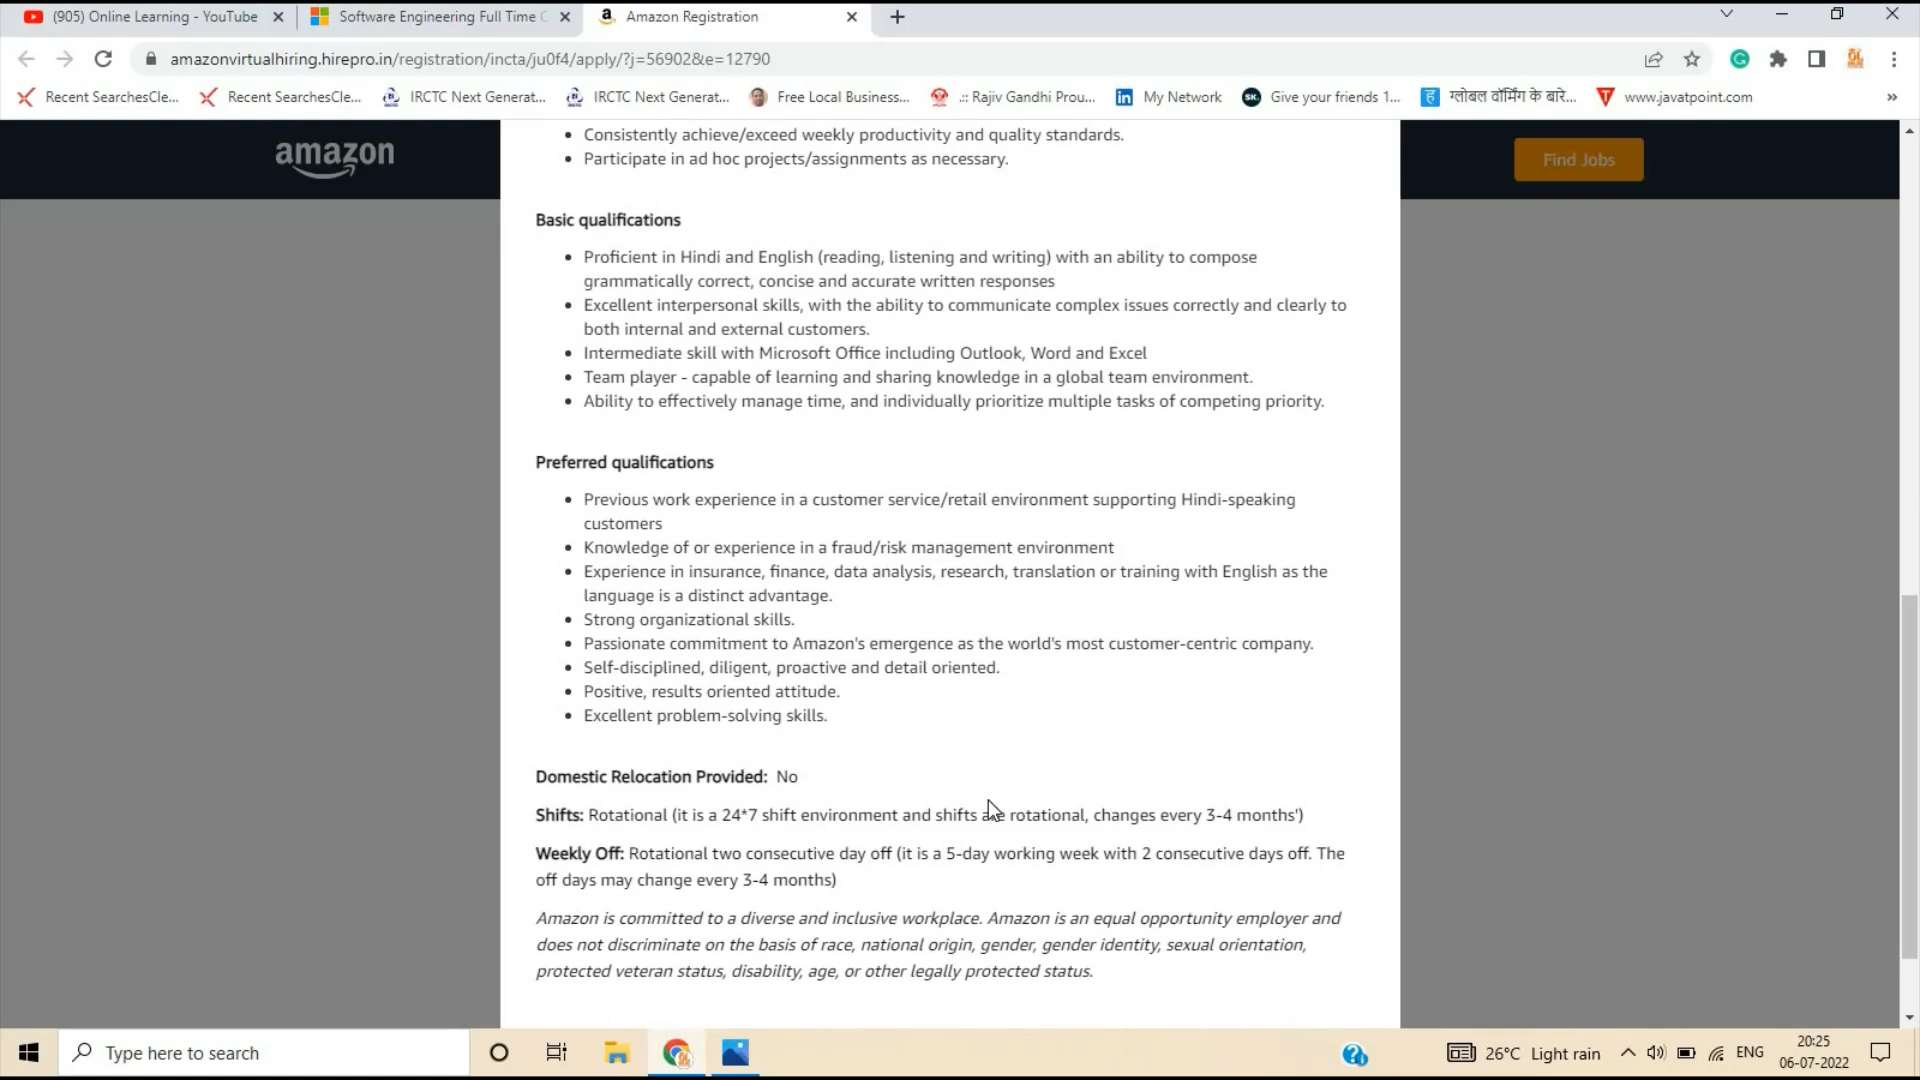 (905) Online Learning - YouTube
Software Engineering Full Time
Amazon Registration
amazonvirtualhiring.hirepro.in/registration/incta/ju0f4/apply/?j=56902&e=12790
Recent SearchesCle...
Recent SearchesCle...
IRCTC Next Generat...
IRCTC Next Generat...
Free Local Business...
.:: Rajiv Gandhi Prou...
in My Network
SK. Give your friends 1...
ह ग्लोबल वॉर्मिंग के बारे...
www.javatpoint.com
amazon
Find Jobs
• Consistently achieve/exceed weekly productivity and quality standards.
• Participate in ad hoc projects/assignments as necessary.
Basic qualifications
• Proficient in Hindi and English (reading, listening and writing) with an ability to compose
grammatically correct, concise and accurate written responses
• Excellent interpersonal skills, with the ability to communicate complex issues correctly and clearly to
both internal and external customers.
• Intermediate skill with Microsoft Office including Outlook, Word and Excel
• Team player - capable of learning and sharing knowledge in a global team environment.
• Ability to effectively manage time, and individually prioritize multiple tasks of competing priority.
Preferred qualifications
• Previous work experience in a customer service/retail environment supporting Hindi-speaking
customers
• Knowledge of or experience in a fraud/risk management environment
• Experience in insurance, finance, data analysis, research, translation or training with English as the
language is a distinct advantage.
• Strong organizational skills.
• Passionate commitment to Amazon's emergence as the world's most customer-centric company.
• Self-disciplined, diligent, proactive and detail oriented.
• Positive, results oriented attitude.
• Excellent problem-solving skills.
Domestic Relocation Provided: No
Shifts: Rotational (it is a 24*7 shift environment and shifts are rotational, changes every 3-4 months')
Weekly Off: Rotational two consecutive day off (it is a 5-day working week with 2 consecutive days off. The
off days may change every 3-4 months)
Amazon is committed to a diverse and inclusive workplace. Amazon is an equal opportunity employer and
does not discriminate on the basis of race, national origin, gender, gender identity, sexual orientation,
protected veteran status, disability, age, or other legally protected status.
Type here to search
26°C Light rain
ENG
20:25
06-07-2022